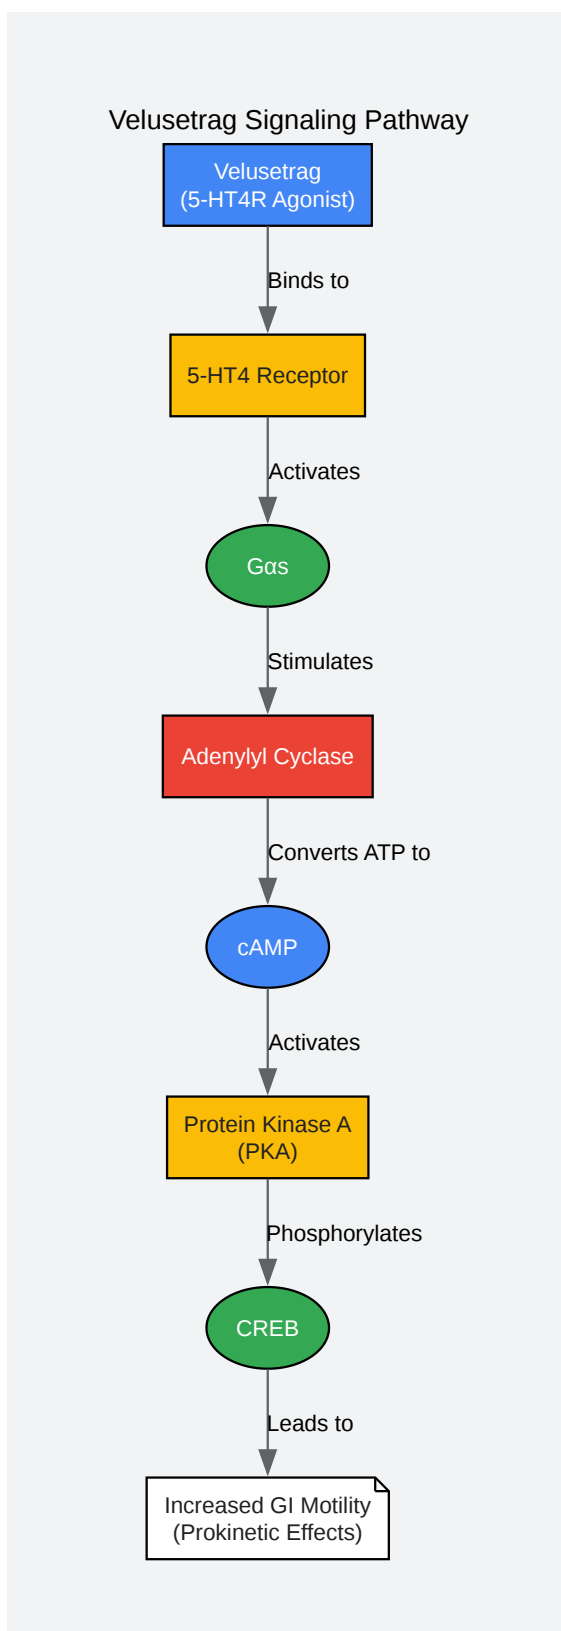 Velusetrag Signaling Pathway
Velusetrag
(5-HT4R Agonist)
Binds to
5-HT4 Receptor
Activates
Gαs
Stimulates
Adenylyl Cyclase
Converts ATP to
cAMP
Activates
Protein Kinase A
(PKA)
Phosphorylates
CREB
Leads to
Increased GI Motility
(Prokinetic Effects)